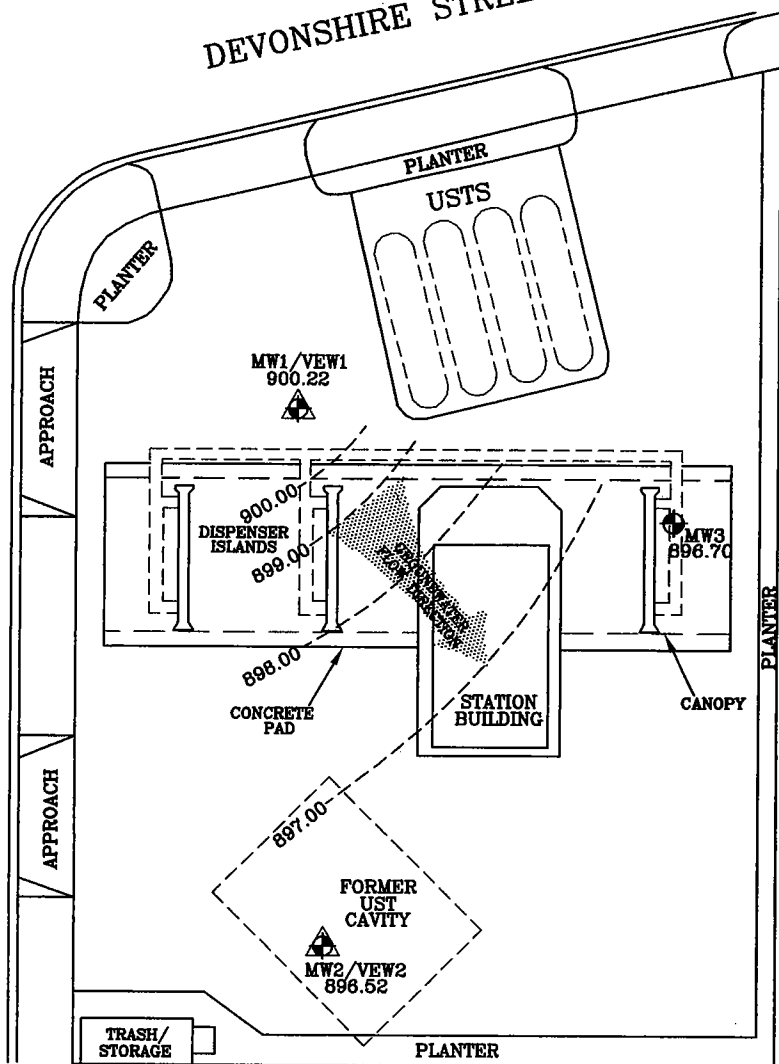 DEVONSHIRE
PLANTER
USTS
PLANTER
MW1/VEW1
900.22
APPROACH
900.00
DISPENSER
ISLANDS
899.00
GROUNDWATER
FLOW DIRECTION
MW3
896.70
898.00
CONCRETE
PAD
STATION
BUILDING
CANOPY
PLANTER
APPROACH
897.00
FORMER
UST
CAVITY
MW2/VEW2
896.52
TRASH/
STORAGE
PLANTER